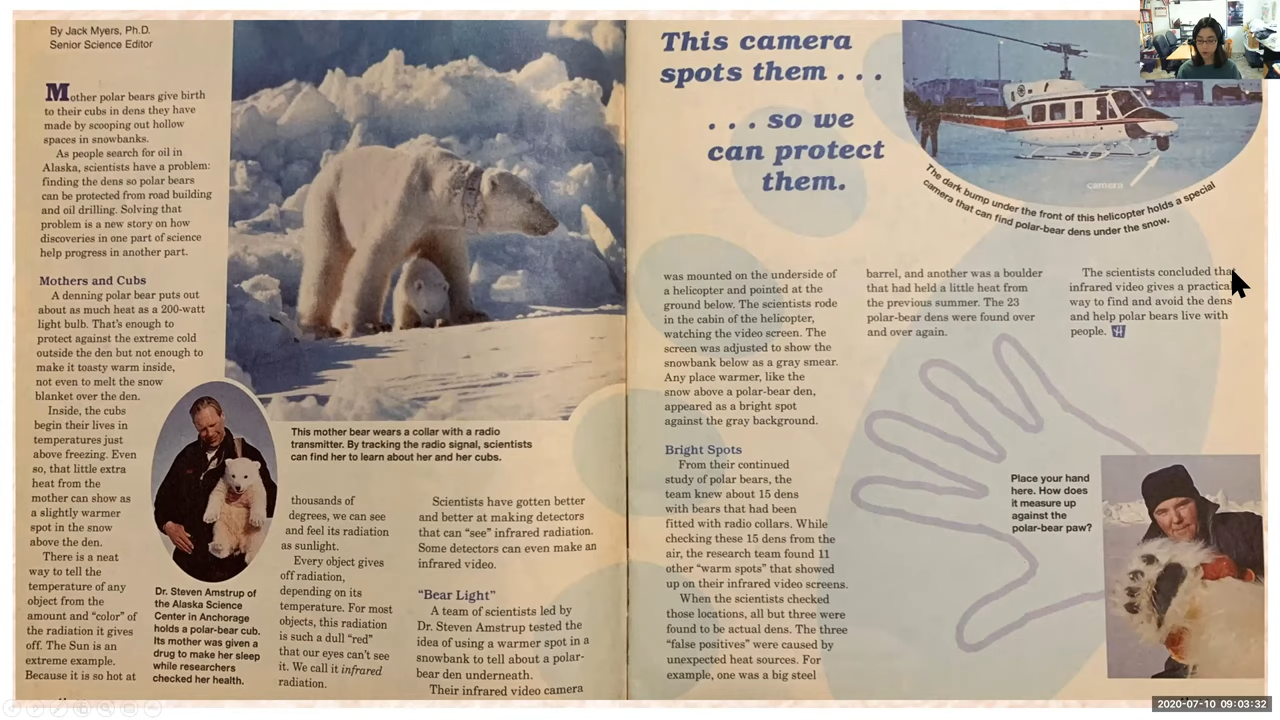 By Jack Myers, Ph.D.
Senior Science Editor
Mother polar bears give birth
to their cubs in dens they have
made by scooping out hollow
spaces in snowbanks.
As people search for oil in
Alaska, scientists have a problem:
finding the dens so polar bears
can be protected from road building
and oil drilling. Solving that
problem is a new story on how
discoveries in one part of science
help progress in another part.
Mothers and Cubs
A denning polar bear puts out
about as much heat as a 200-watt
light bulb. That's enough to
protect against the extreme cold
outside the den but not enough to
make it toasty warm inside,
not even to melt the snow
blanket over the den.
Inside, the cubs
begin their lives in
temperatures just
above freezing. Even
so, that little extra
heat from the
mother can show as
a slightly warmer
spot in the snow
above the den.
There is a neat
way to tell the
temperature of any
object from the
amount and "color" of
the radiation it gives
off. The Sun is an
extreme example.
Because it is so hot at
Dr. Steven Amstrup of
the Alaska Science
Center in Anchorage
holds a polar-bear cub.
Its mother was given a
drug to make her sleep
while researchers
checked her health.
This mother bear wears a collar with a radio
transmitter. By tracking the radio signal, scientists
can find her to learn about her and her cubs.
thousands of
degrees, we can see
and feel its radiation
as sunlight.
Every object gives
off radiation,
depending on its
temperature. For most
objects, this radiation
is such a dull "red"
that our eyes can't see
it. We call it infrared
radiation.
Scientists have gotten better
and better at making detectors
that can "see" infrared radiation.
Some detectors can even make an
infrared video.
"Bear Light"
A team of scientists led by
Dr. Steven Amstrup tested the
idea of using a warmer spot in a
snowbank to tell about a polar-
bear den underneath.
Their infrared video camera
This camera
spots them . . .
. . . so we
can protect
them.
camera
The dark bump under the front of this helicopter holds a special
camera that can find polar-bear dens under the snow.
was mounted on the underside of
a helicopter and pointed at the
ground below. The scientists rode
in the cabin of the helicopter,
watching the video screen. The
screen was adjusted to show the
snowbank below as a gray smear.
Any place warmer, like the
snow above a polar-bear den,
appeared as a bright spot
against the gray background.
Bright Spots
From their continued
study of polar bears, the
team knew about 15 dens
with bears that had been
fitted with radio collars. While
checking these 15 dens from the
air, the research team found 11
other "warm spots" that showed
up on their infrared video screens.
When the scientists checked
those locations, all but three were
found to be actual dens. The three
"false positives" were caused by
unexpected heat sources. For
example, one was a big steel
barrel, and another was a boulder
that had held a little heat from
the previous summer. The 23
polar-bear dens were found over
and over again.
The scientists concluded that
infrared video gives a practical
way to find and avoid the dens
and help polar bears live with
people.
Place your hand
here. How does
it measure up
against the
polar-bear paw?
2020-07-10 09:03:32